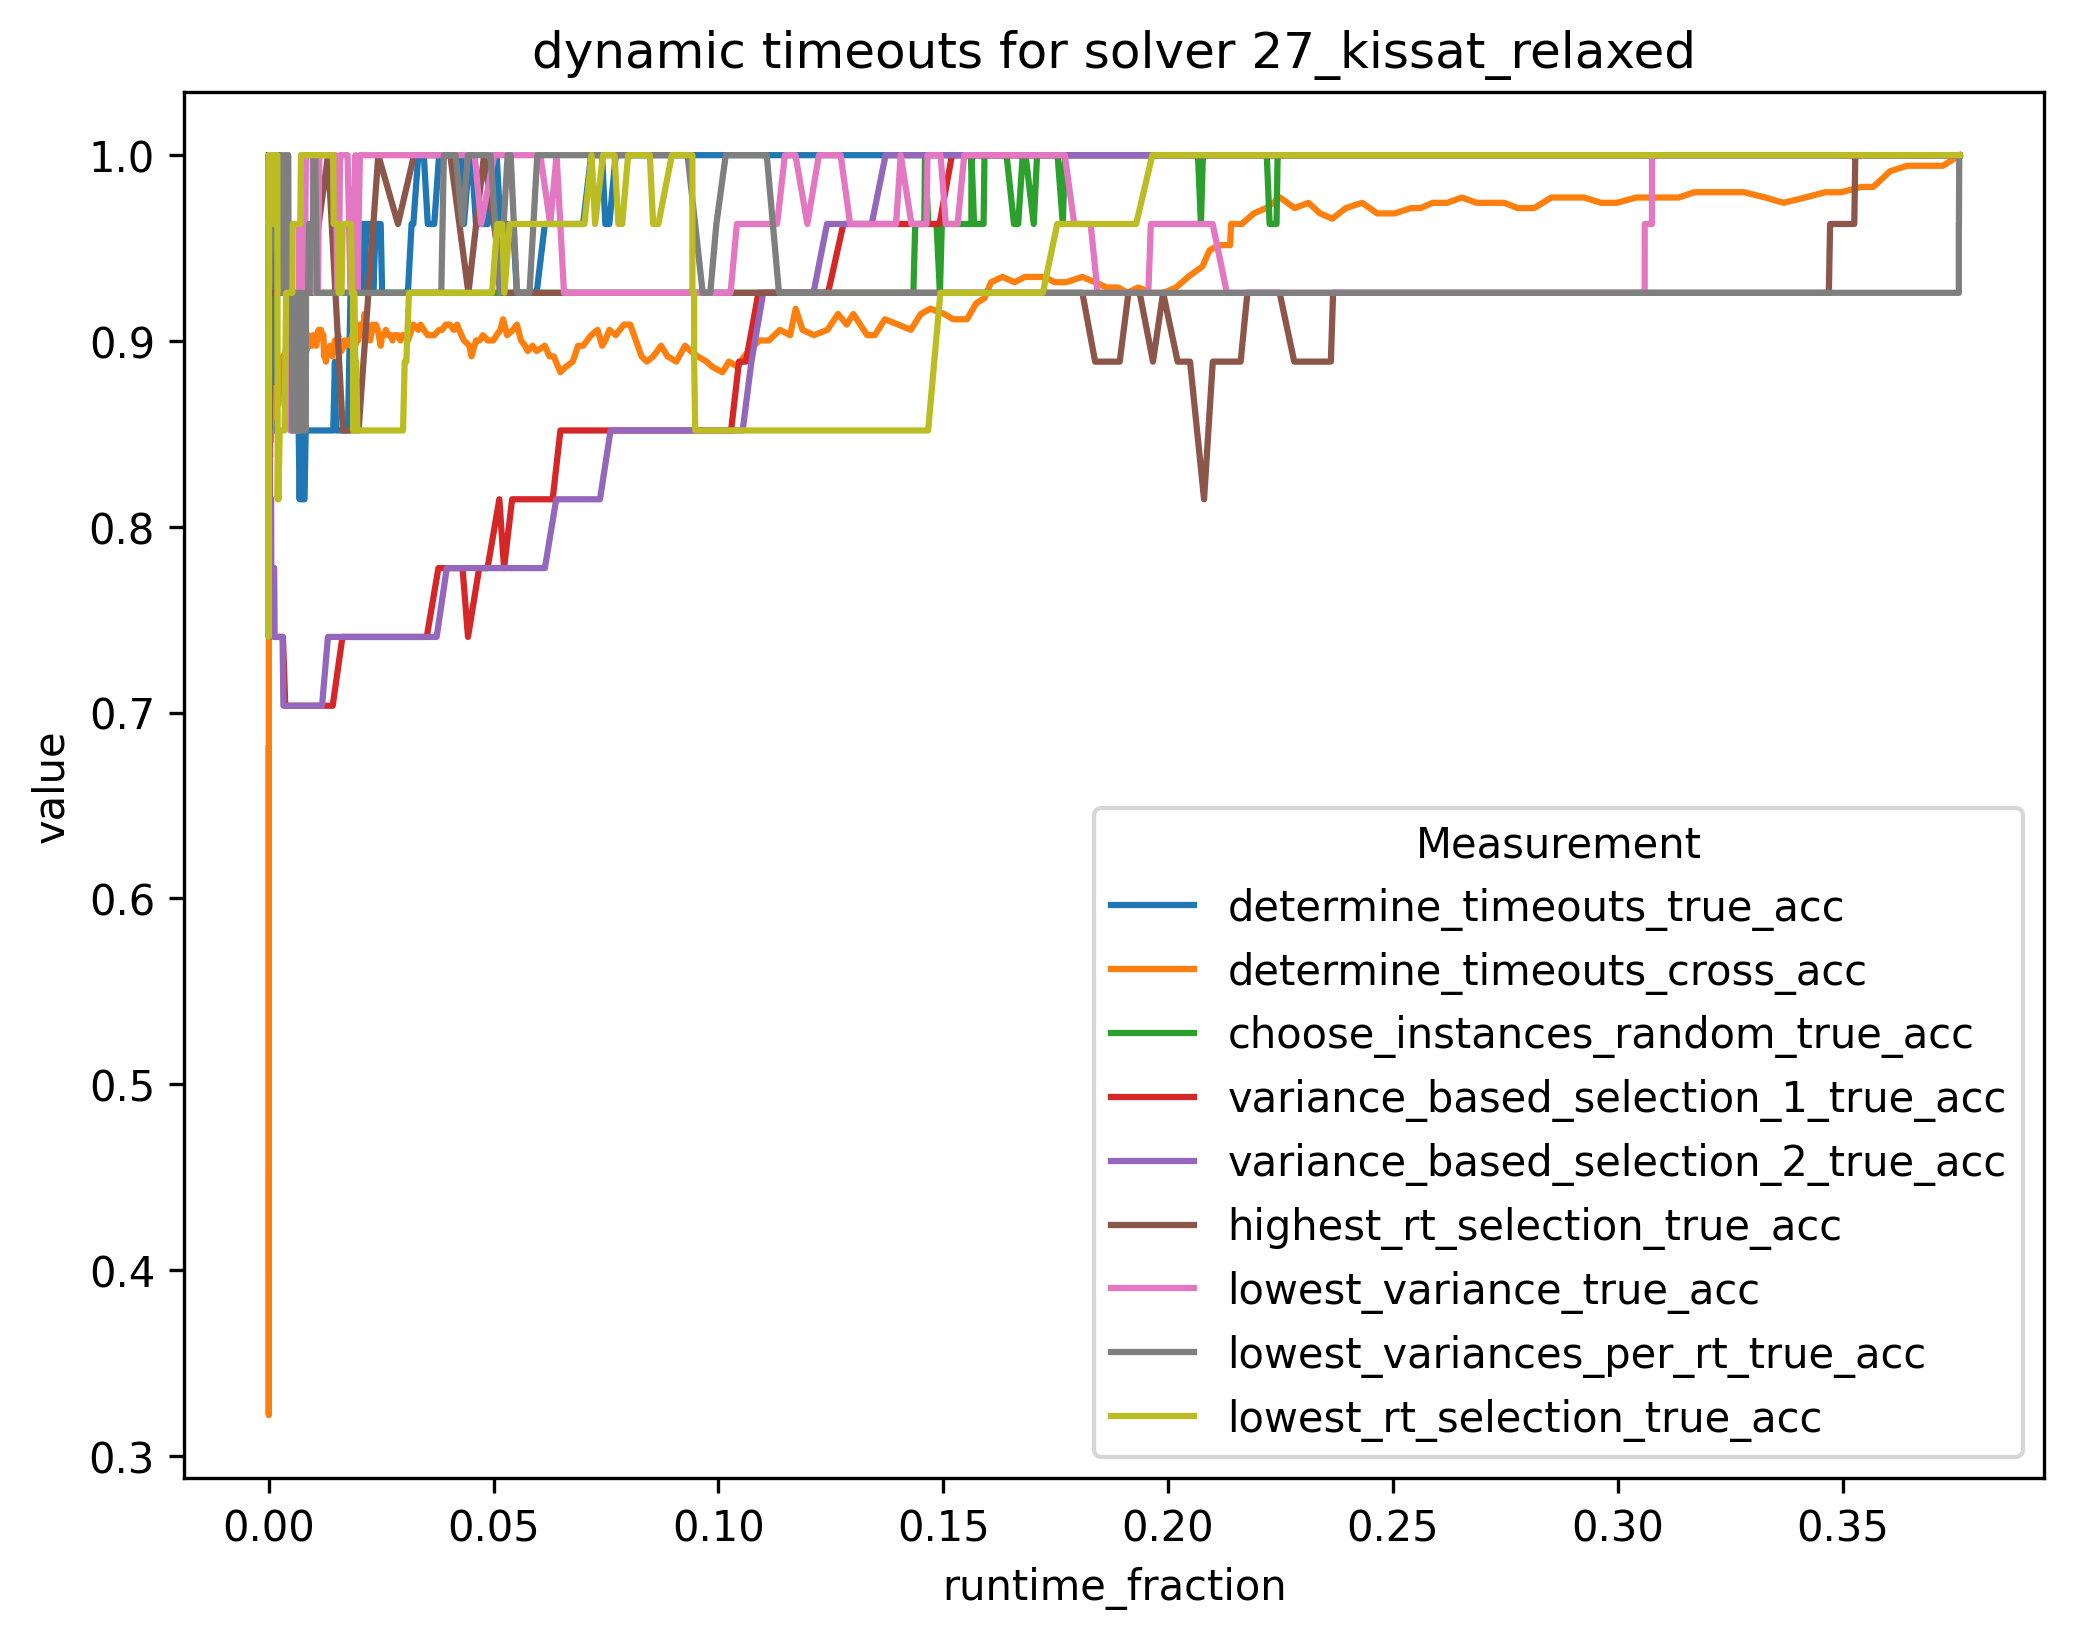 dynamic timeouts for solver 27_kissat_relaxed
1.0
0.9
0.8
0.7
0.6
0.5
0.4
0.3
value
Measurement
determine_timeouts_true_acc
determine_timeouts_cross_acc
choose_instances_random_true_acc
variance_based_selection_1_true_acc
variance_based_selection_2_true_acc
highest_rt_selection_true_acc
lowest_variance_true_acc
lowest_variances_per_rt_true_acc
lowest_rt_selection_true_acc
0.00 0.05 0.10 0.15 0.20 0.25 0.30 0.35
runtime_fraction